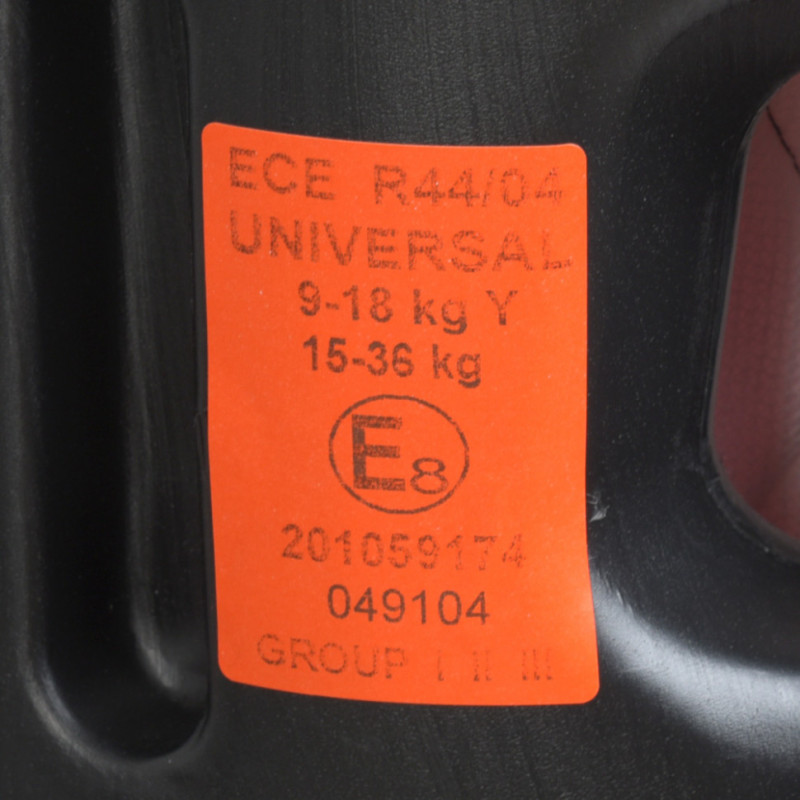 ECE R44/04
UNIVERSAL
9-18 kg Y
15-36 kg
E8
201059174
049104
GROUP I II III